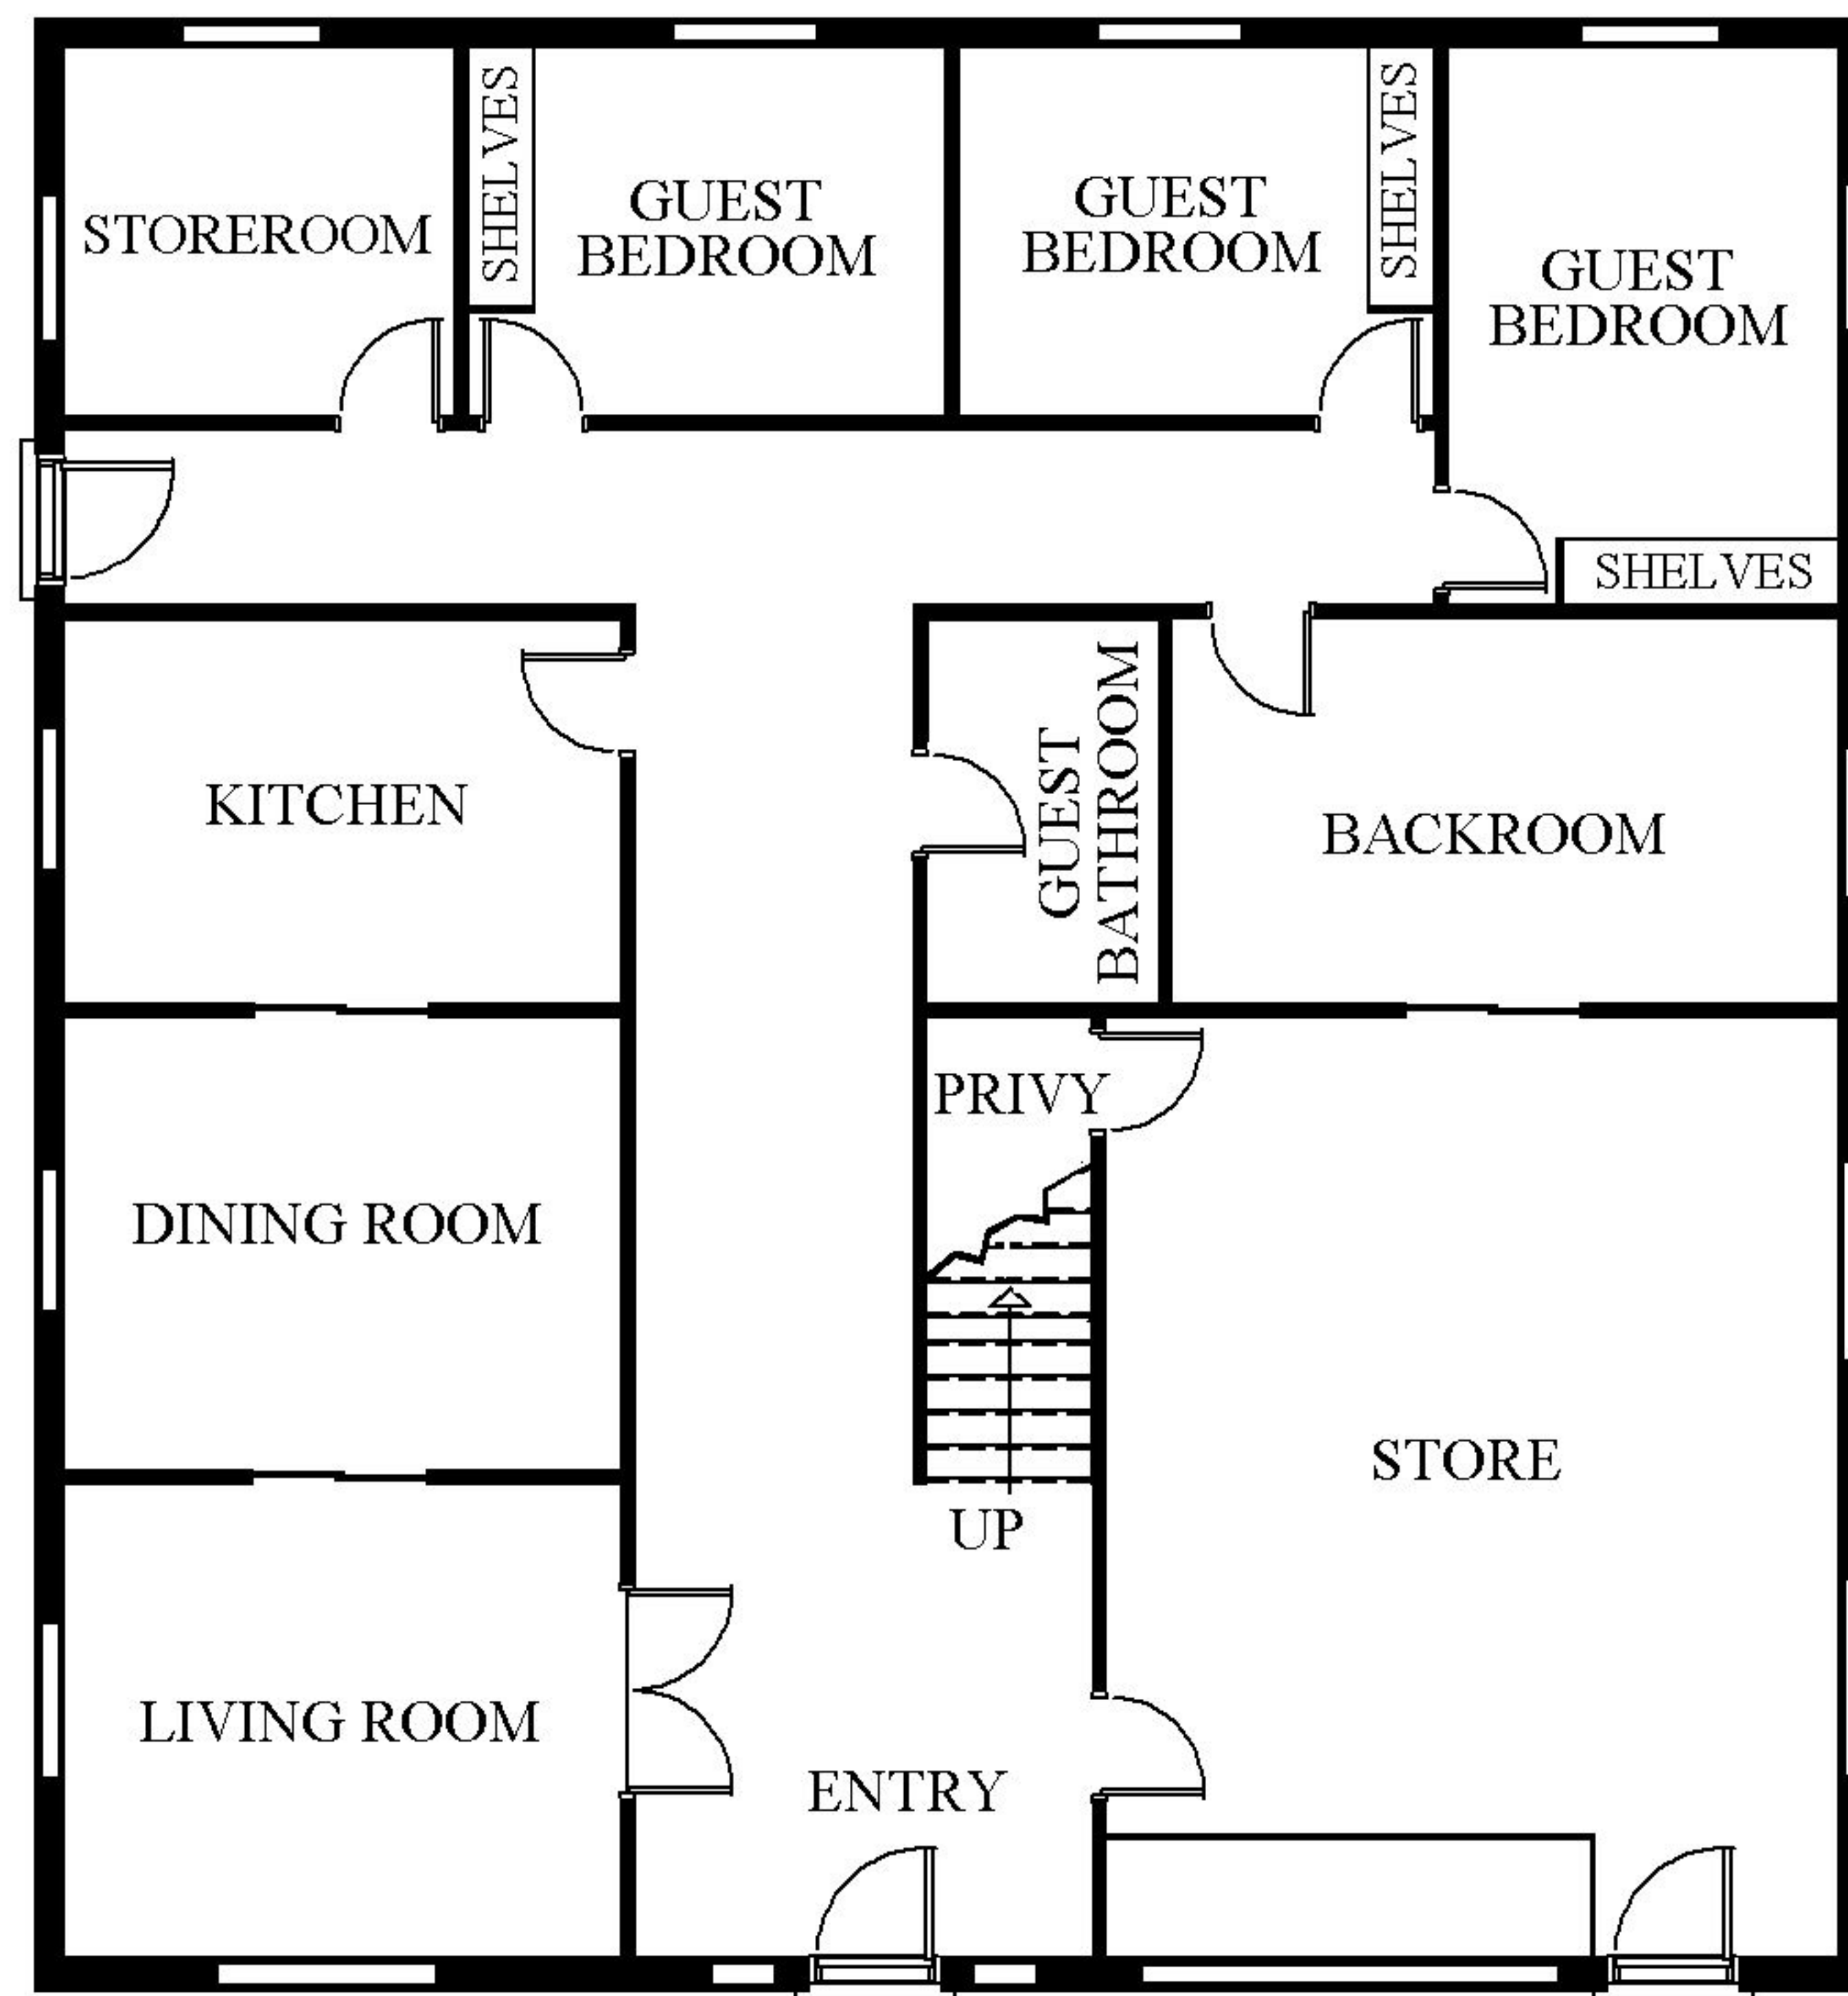 STOREROOM
SHELVES
GUEST
BEDROOM
GUEST
BEDROOM
SHELVES
GUEST
BEDROOM
SHELVES
KITCHEN
GUEST
BATHROOM
BACKROOM
PRIVY
DINING ROOM
STORE
UP
LIVING ROOM
ENTRY